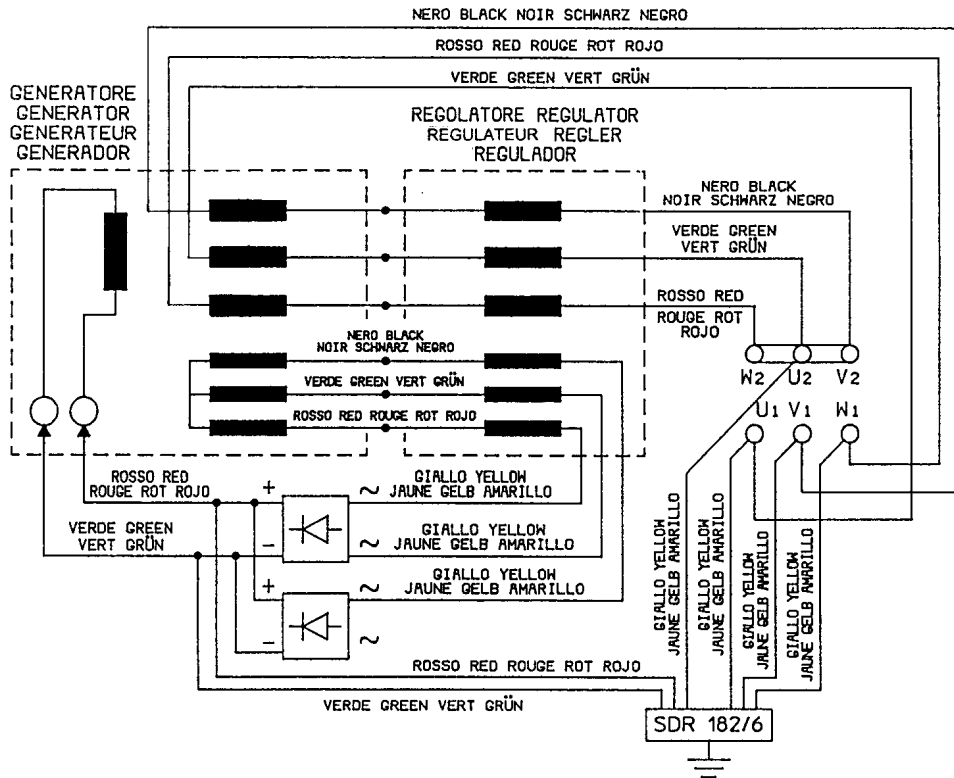 NERO BLACK NOIR SCHWARZ NEGRO
ROSSO RED ROUGE ROT ROJO
VERDE GREEN VERT GRÜN
GENERATORE
GENERATOR
GENERATEUR
GENERADOR
REGOLATORE REGULATOR
REGULATEUR REGLER
REGULADOR
NERO BLACK
NOIR SCHWARZ NEGRO
VERDE GREEN
VERT GRÜN
ROSSO RED
ROUGE ROT
ROJO
NERO BLACK
NOIR SCHWARZ NEGRO
VERDE GREEN VERT GRÜN
ROSSO RED ROUGE ROT ROJO
W2 U2 V2
U1 V1 W1
ROSSO RED
ROUGE ROT ROJO
VERDE GREEN
VERT GRÜN
+
-
~
GIALLO YELLOW
JAUNE GELB AMARILLO
~
GIALLO YELLOW
JAUNE GELB AMARILLO
+
-
~
GIALLO YELLOW
JAUNE GELB AMARILLO
~
GIALLO YELLOW
JAUNE GELB AMARILLO
GIALLO YELLOW
JAUNE GELB AMARILLO
GIALLO YELLOW
JAUNE GELB AMARILLO
GIALLO YELLOW
JAUNE GELB AMARILLO
ROSSO RED ROUGE ROT ROJO
VERDE GREEN VERT GRÜN
SDR 182/6